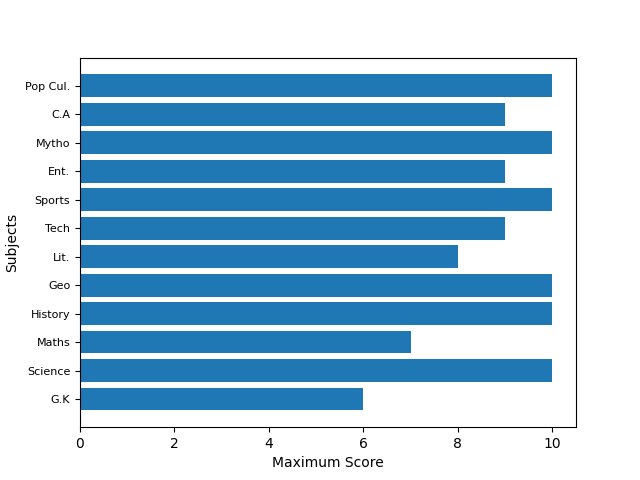 Pop Cul.
C.A
Mytho
Ent.
Sports
Tech
Lit.
Geo
History
Maths
Science
G.K
Subjects
0 2 4 6 8 10
Maximum Score